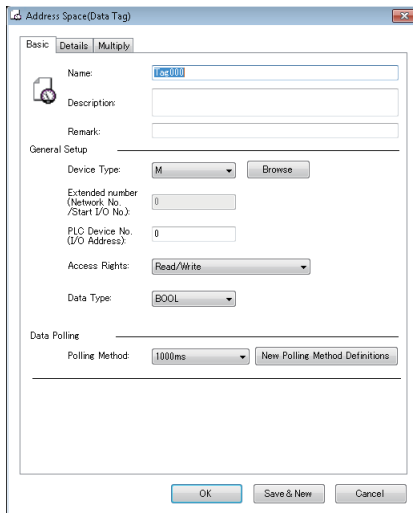 Address Space(Data Tag)
Basic Details Multiply
Name: Tag000
Description:
Remark:
General Setup
Device Type: M Browse
Extended number
(Network No.
/Start I/O No.): 0
PLC Device No.
(I/O Address): 0
Access Rights: Read/Write
Data Type: BOOL
Data Polling
Polling Method: 1000ms New Polling Method Definitions
OK Save & New Cancel